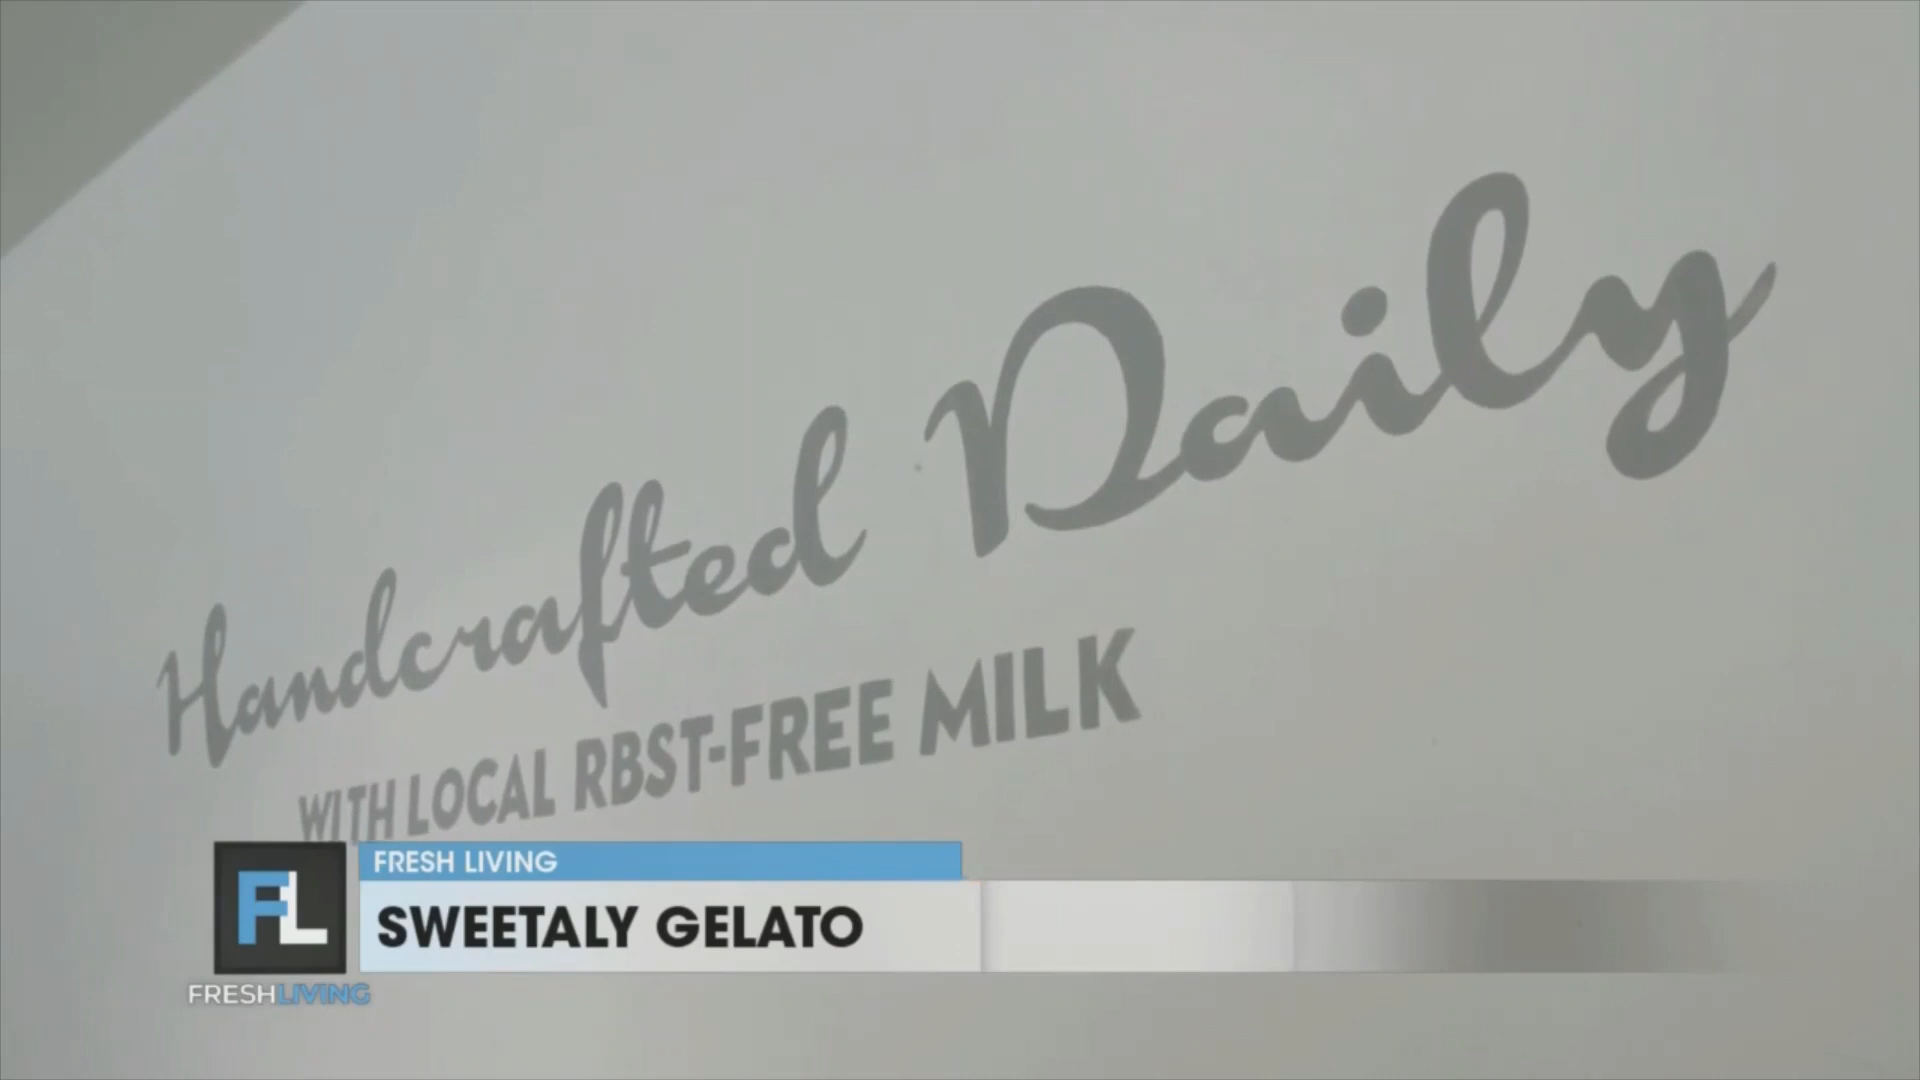 Handcrafted Daily
WITH LOCAL RBST-FREE MILK
FL
FRESH LIVING
SWEETALY GELATO
FRESHLIVING